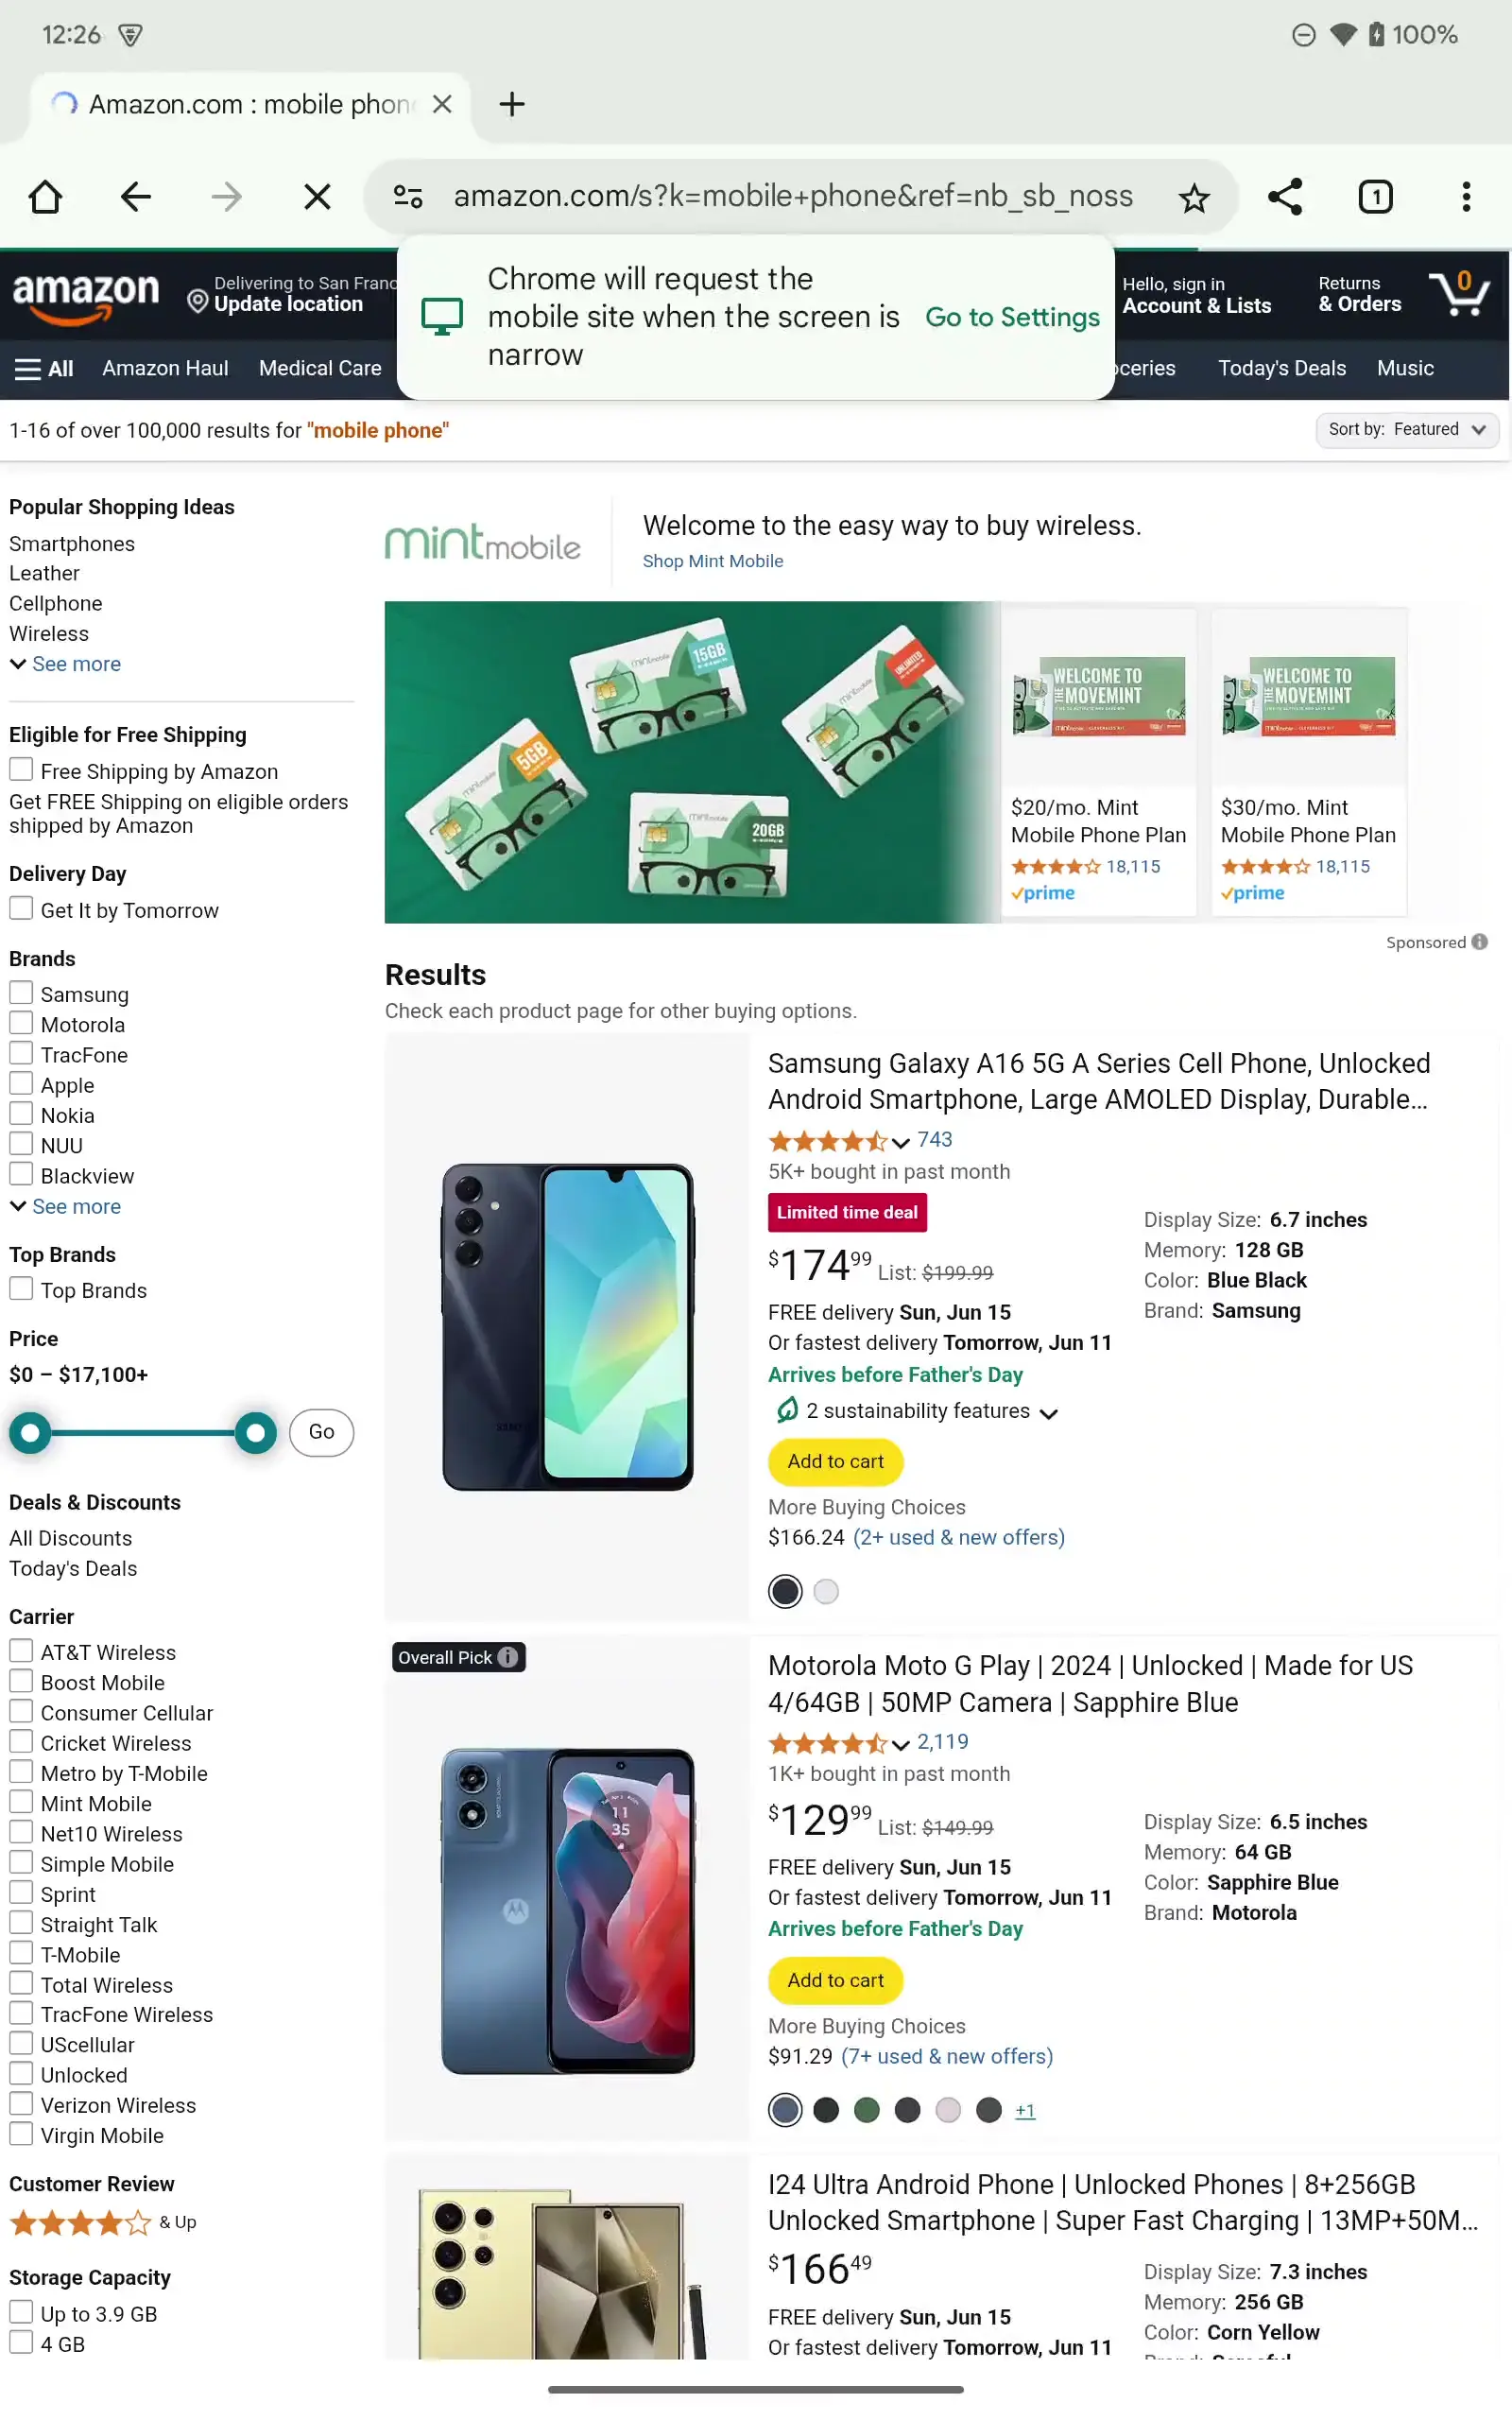 12:26
100%
Amazon.com : mobile phon
amazon.com/s?k=mobile+phone&ref=nb_sb_noss
1
Chrome will request the
mobile site when the screen is
narrow
Go to Settings
amazon
Delivering to San Franc
Update location
Hello, sign in
Account & Lists
Returns
& Orders
0
All
Amazon Haul
Medical Care
Today's Deals
Music
1-16 of over 100,000 results for "mobile phone"
Sort by: Featured
Popular Shopping Ideas
Smartphones
Leather
Cellphone
Wireless
See more
Eligible for Free Shipping
Free Shipping by Amazon
Get FREE Shipping on eligible orders
shipped by Amazon
Delivery Day
Get It by Tomorrow
Brands
Samsung
Motorola
TracFone
Apple
Nokia
NUU
Blackview
See more
Top Brands
Top Brands
Price
$0 – $17,100+
Go
Deals & Discounts
All Discounts
Today's Deals
Carrier
AT&T Wireless
Boost Mobile
Consumer Cellular
Cricket Wireless
Metro by T-Mobile
Mint Mobile
Net10 Wireless
Simple Mobile
Sprint
Straight Talk
T-Mobile
Total Wireless
TracFone Wireless
UScellular
Unlocked
Verizon Wireless
Virgin Mobile
Customer Review
& Up
Storage Capacity
Up to 3.9 GB
4 GB
mint mobile
Welcome to the easy way to buy wireless.
Shop Mint Mobile
15GB
UNLIMITED
5GB
20GB
WELCOME TO
THE MOVEMINT
$20/mo. Mint
Mobile Phone Plan
18,115
prime
WELCOME TO
THE MOVEMINT
$30/mo. Mint
Mobile Phone Plan
18,115
prime
Sponsored
Results
Check each product page for other buying options.
Samsung Galaxy A16 5G A Series Cell Phone, Unlocked
Android Smartphone, Large AMOLED Display, Durable...
743
5K+ bought in past month
Limited time deal
$174.99 List: $199.99
FREE delivery Sun, Jun 15
Or fastest delivery Tomorrow, Jun 11
Arrives before Father's Day
2 sustainability features
Add to cart
More Buying Choices
$166.24 (2+ used & new offers)
Display Size: 6.7 inches
Memory: 128 GB
Color: Blue Black
Brand: Samsung
Overall Pick
11
35
Motorola Moto G Play | 2024 | Unlocked | Made for US
4/64GB | 50MP Camera | Sapphire Blue
2,119
1K+ bought in past month
$129.99 List: $149.99
FREE delivery Sun, Jun 15
Or fastest delivery Tomorrow, Jun 11
Arrives before Father's Day
Add to cart
More Buying Choices
$91.29 (7+ used & new offers)
+1
Display Size: 6.5 inches
Memory: 64 GB
Color: Sapphire Blue
Brand: Motorola
I24 Ultra Android Phone | Unlocked Phones | 8+256GB
Unlocked Smartphone | Super Fast Charging | 13MP+50M...
$166.49
FREE delivery Sun, Jun 15
Or fastest delivery Tomorrow, Jun 11
Display Size: 7.3 inches
Memory: 256 GB
Color: Corn Yellow